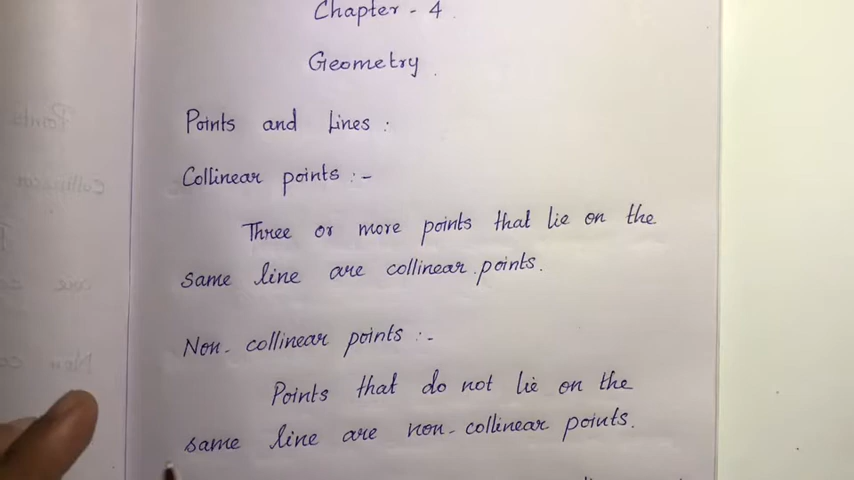 Chapter - 4.
Geometry.
Points and Lines :
Collinear points :-
Three or more points that lie on the
same line are collinear points.
Non- collinear points :-
Points that do not lie on the
same line are non-collinear points.